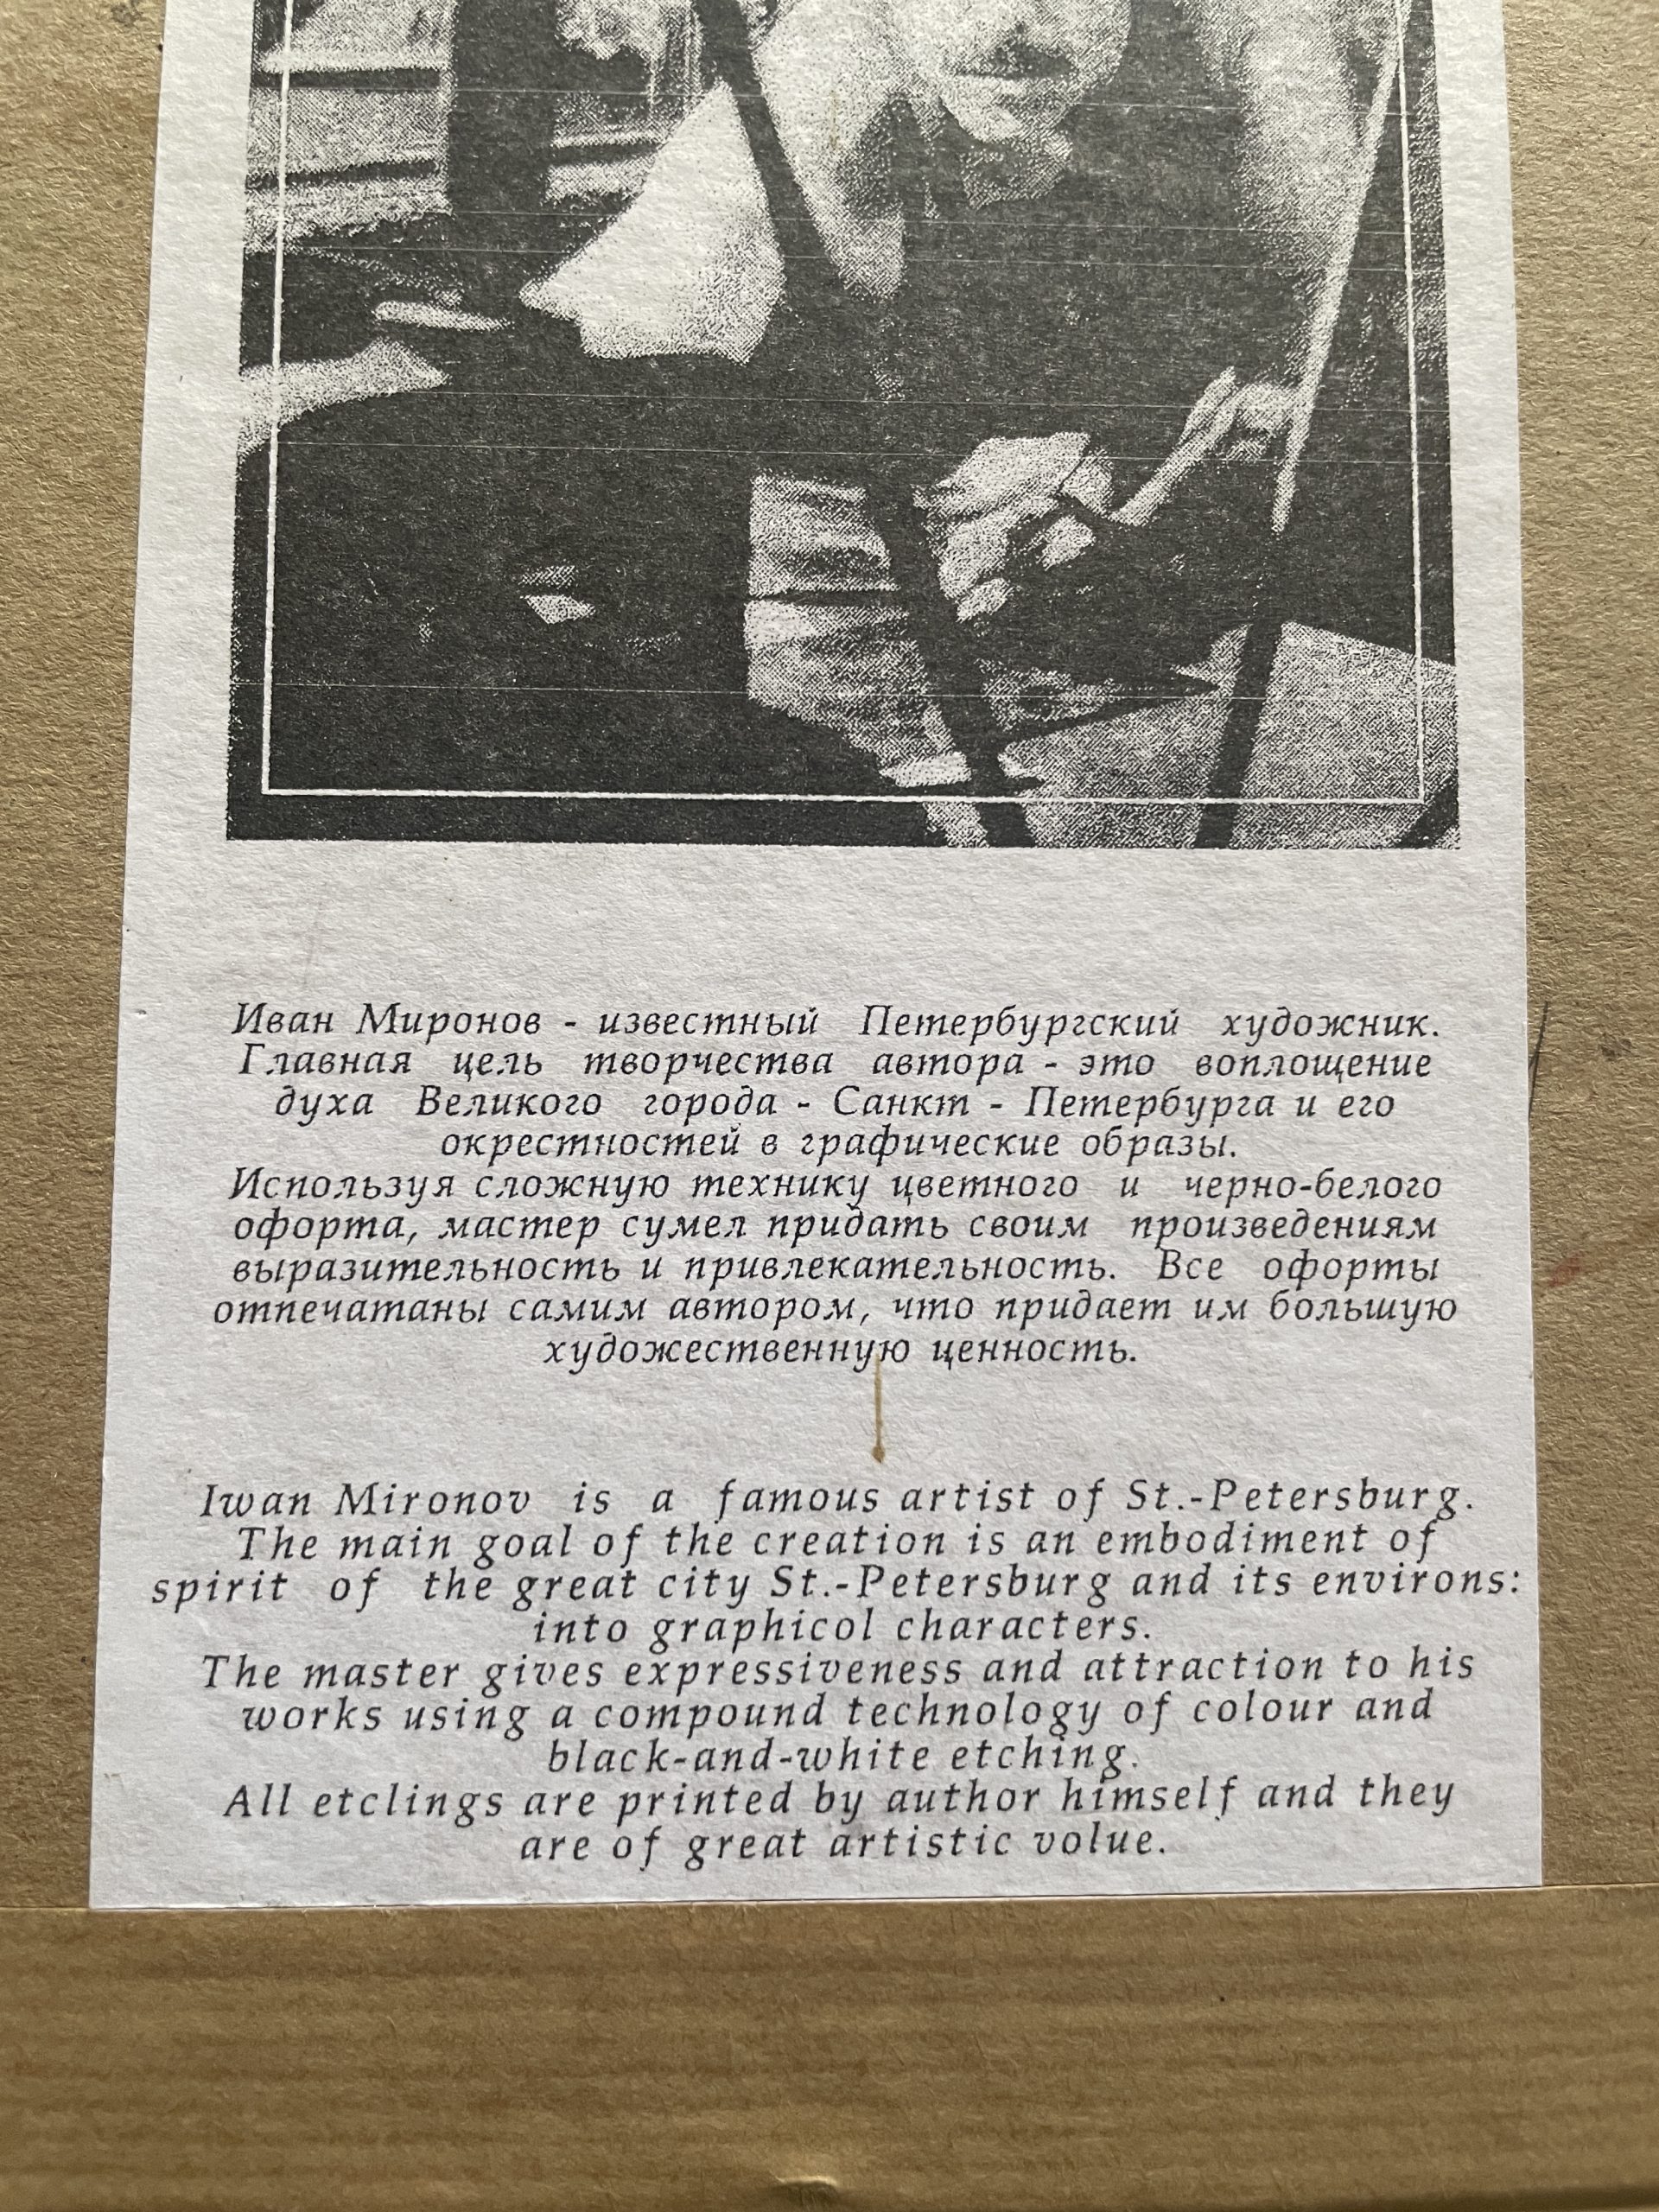 Иван Миронов - известный Петербургский художник.
Главная цель творчества автора - это воплощение
духа Великого города - Санкт - Петербурга и его
окрестностей в графические образы.
Используя сложную технику цветного и черно-белого
офорта, мастер сумел придать своим произведениям
выразительность и привлекательность. Все офорты
отпечатаны самим автором, что придает им большую
художественную ценность.
Iwan Mironov is a famous artist of St.-Petersburg.
The main goal of the creation is an embodiment of
spirit of the great city St.-Petersburg and its environs:
into graphicol characters.
The master gives expressiveness and attraction to his
works using a compound technology of colour and
black-and-white etching.
All etclings are printed by author himself and they
are of great artistic volue.